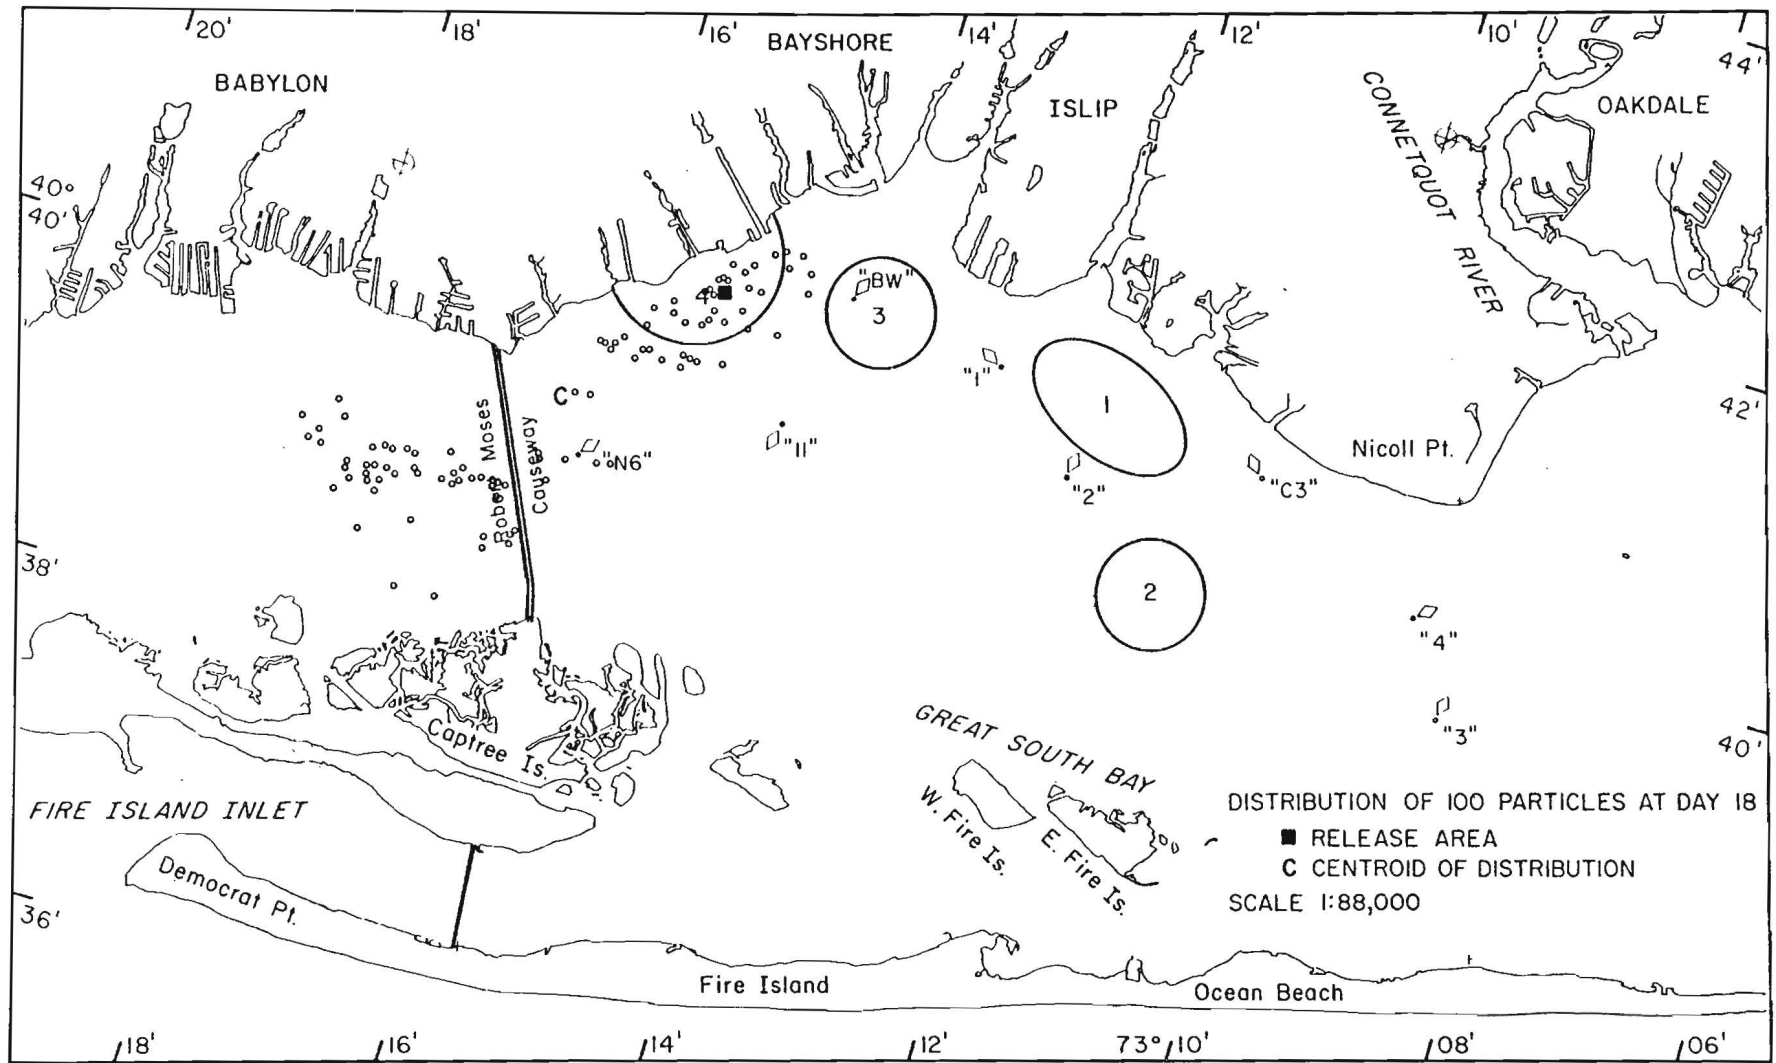 20' 18' 16' 14' 12' 10'
BAYSHORE
44'
BABYLON
ISLIP
OAKDALE
CONNETQUOT RIVER
40°
40'
"BW"
4
3
"1"
42'
C
1
Robert Moses
Causeway
"11"
Nicoll Pt.
"N6"
"2"
"C3"
38'
2
"4"
GREAT SOUTH BAY
"3"
40'
Captree Is.
W. Fire Is.
E. Fire Is.
FIRE ISLAND INLET
Democrat Pt.
DISTRIBUTION OF 100 PARTICLES AT DAY 18
RELEASE AREA
C CENTROID OF DISTRIBUTION
SCALE 1:88,000
36'
Fire Island
Ocean Beach
18' 16' 14' 12' 73° 10' 08' 06'